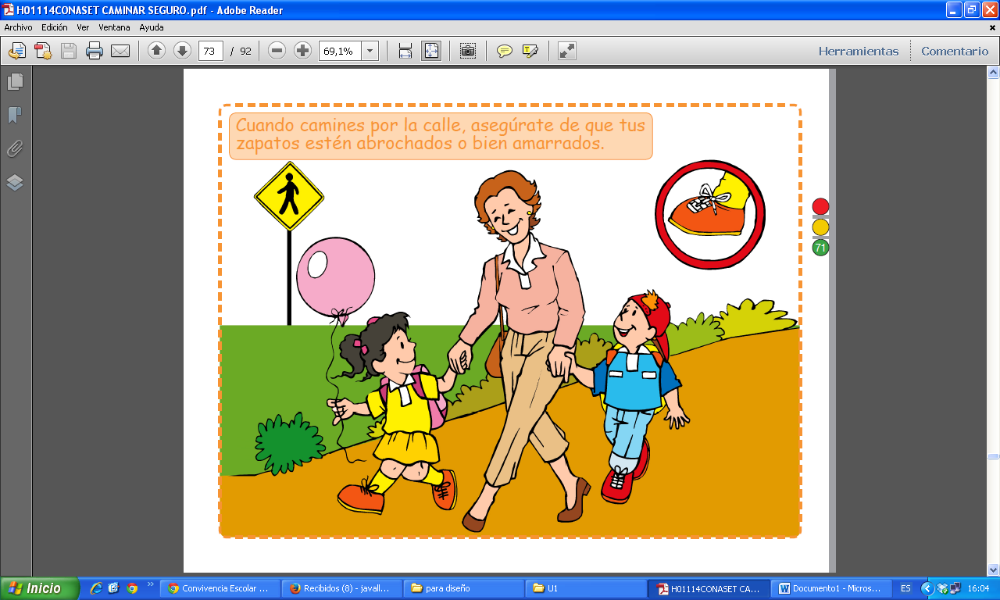 H01114CONASET CAMINAR SEGURO.pdf - Adobe Reader
Archivo Edición Ver Ventana Ayuda
73 / 92 69,1% Herramientas Comentario
Cuando camines por la calle, asegúrate de que tus
zapatos estén abrochados o bien amarrados.
71
Inicio Convivencia Escolar ... Recibidos (8) - javall... para diseño U1 H01114CONASET CA... Documento1 - Micros... ES 16:04